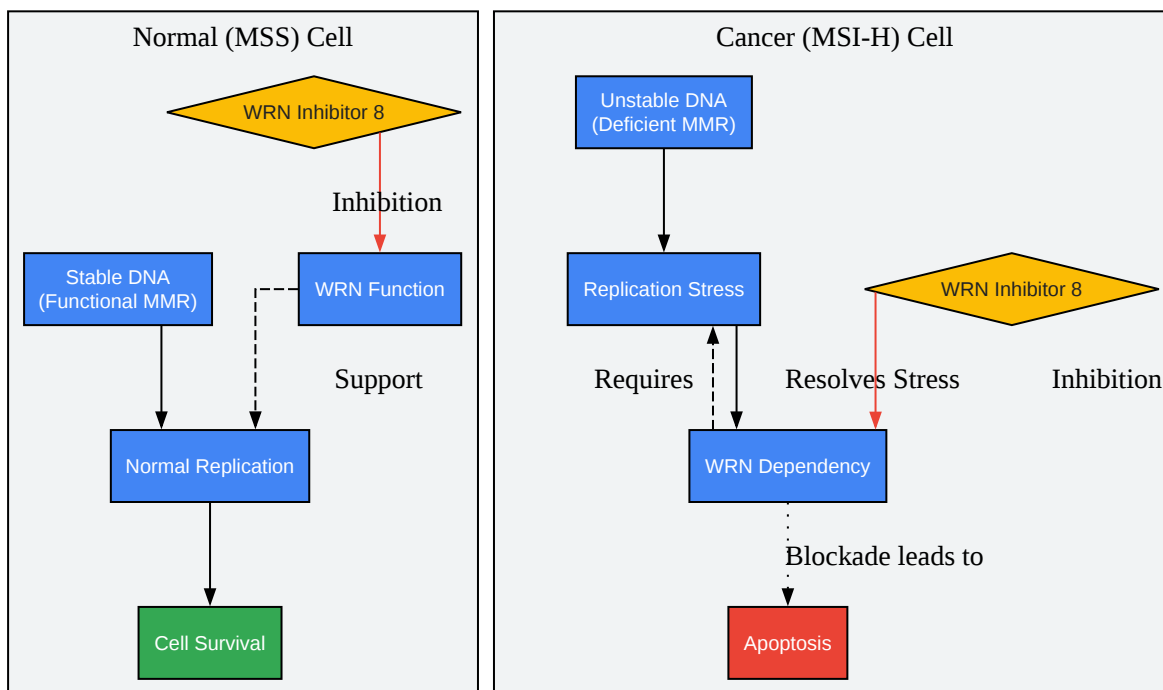 Normal (MSS) Cell
WRN Inhibitor 8
Inhibition
Stable DNA
(Functional MMR)
WRN Function
Support
Normal Replication
Cell Survival
Cancer (MSI-H) Cell
Unstable DNA
(Deficient MMR)
Replication Stress
WRN Inhibitor 8
Requires
Resolves Stress
Inhibition
WRN Dependency
Blockade leads to
Apoptosis